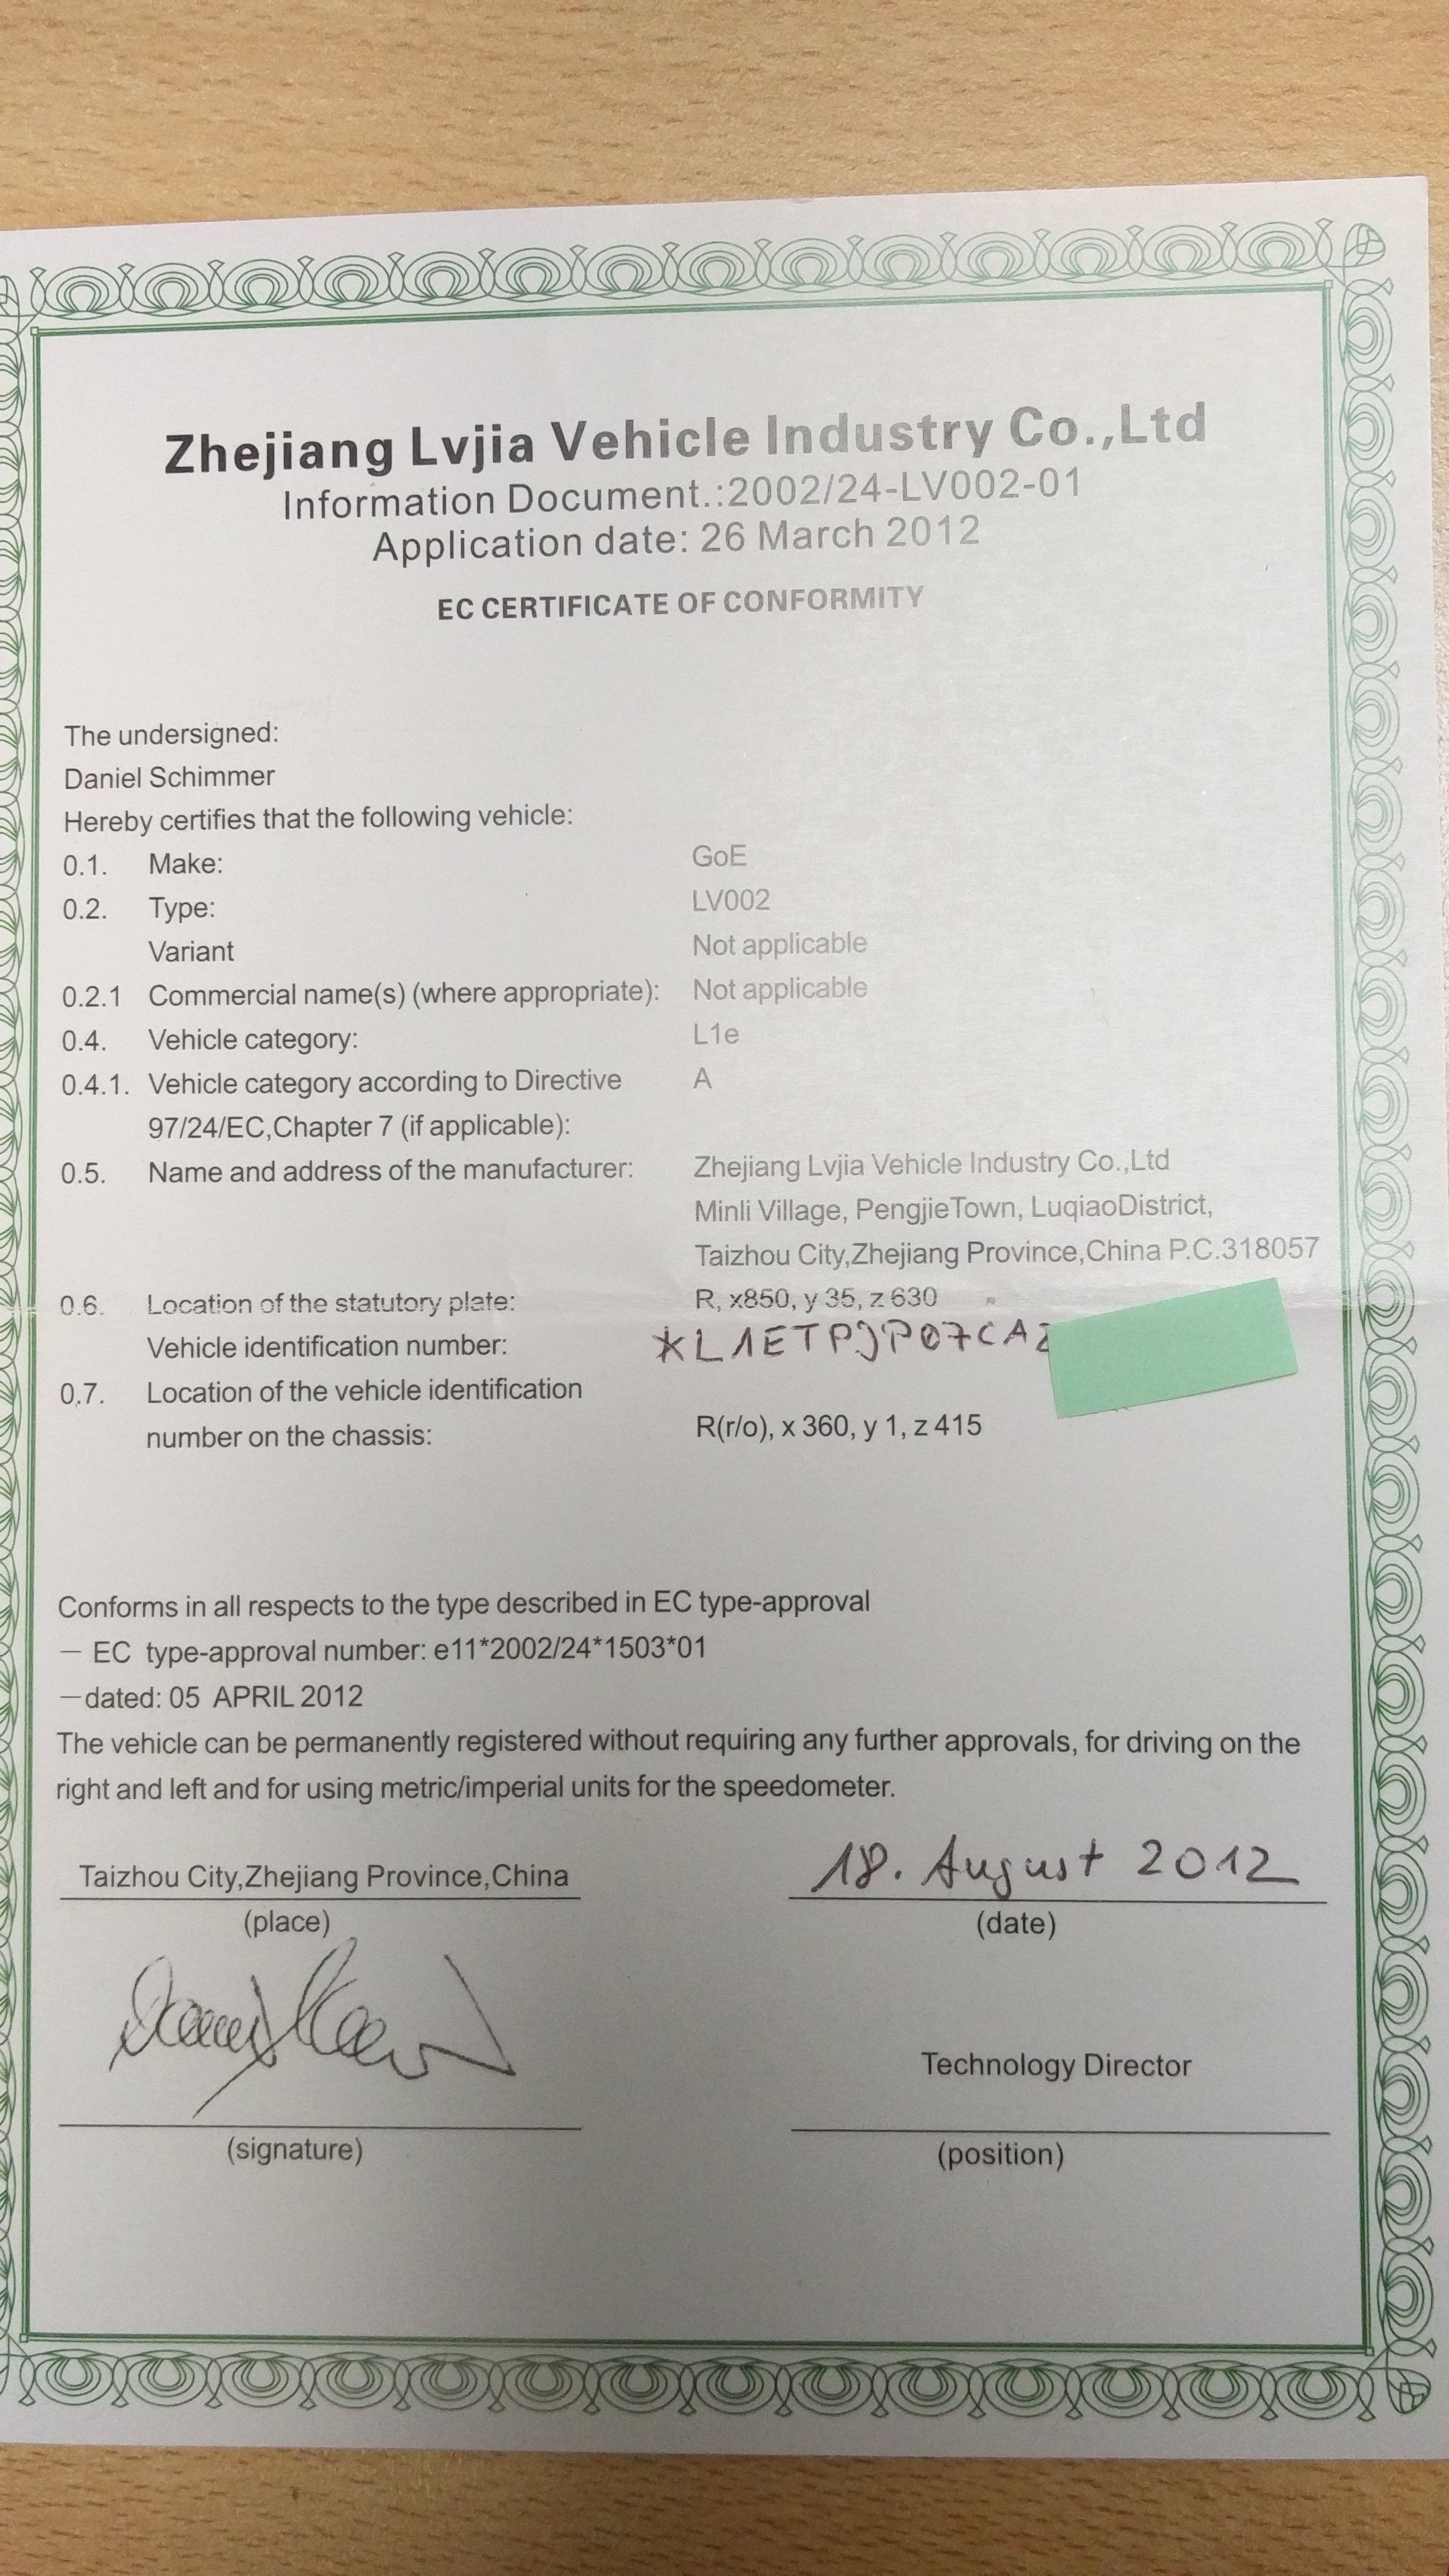 Zhejiang Lvjia Vehicle Industry Co.,Ltd
Information Document.:2002/24-LV002-01
Application date: 26 March 2012
EC CERTIFICATE OF CONFORMITY
The undersigned:
Daniel Schimmer
Hereby certifies that the following vehicle:
0.1. Make: GoE
0.2. Type: LV002
Variant Not applicable
0.2.1 Commercial name(s) (where appropriate): Not applicable
0.4. Vehicle category: L1e
0.4.1. Vehicle category according to Directive A
97/24/EC,Chapter 7 (if applicable):
0.5. Name and address of the manufacturer: Zhejiang Lvjia Vehicle Industry Co.,Ltd
Minli Village, PengjieTown, LuqiaoDistrict,
Taizhou City,Zhejiang Province,China P.C.318057
0.6. Location of the statutory plate: R, x850, y 35, z 630
Vehicle identification number: *L1ETPJP07CA
0.7. Location of the vehicle identification
number on the chassis: R(r/o), x 360, y 1, z 415
Conforms in all respects to the type described in EC type-approval
— EC type-approval number: e11*2002/24*1503*01
—dated: 05 APRIL 2012
The vehicle can be permanently registered without requiring any further approvals, for driving on the
right and left and for using metric/imperial units for the speedometer.
Taizhou City,Zhejiang Province,China 18. August 2012
(place) (date)
Technology Director
(signature) (position)